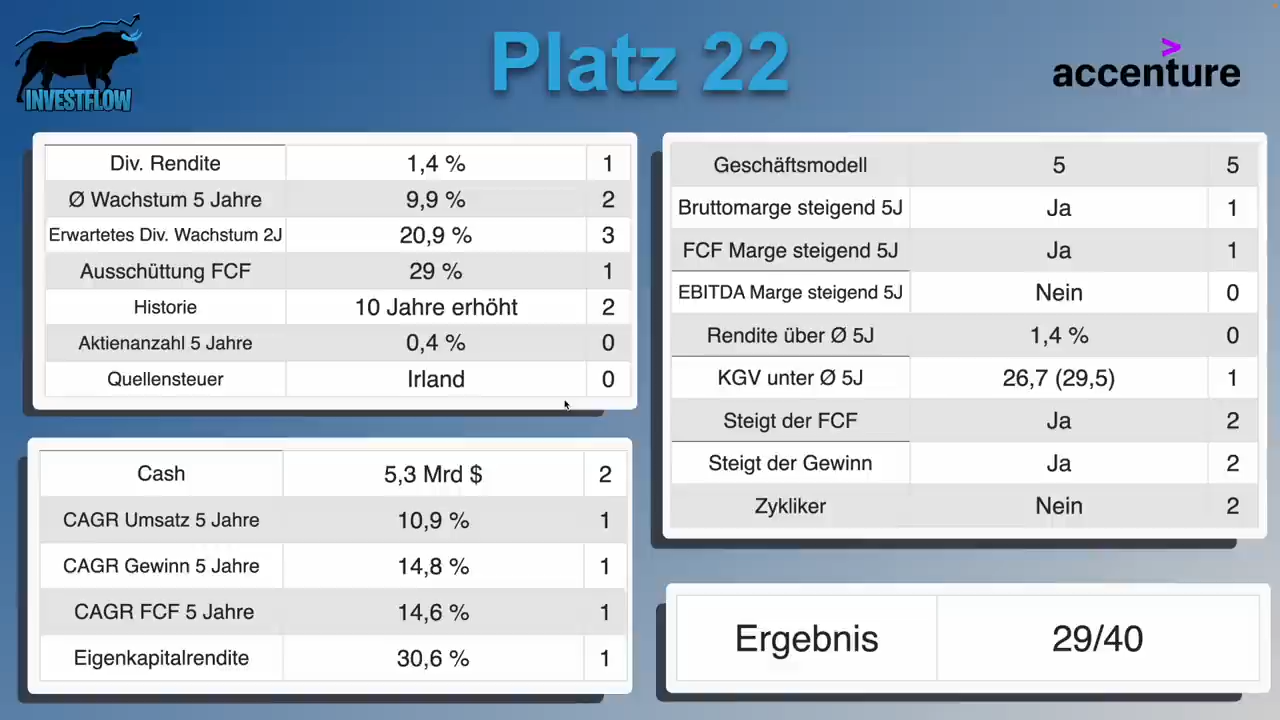 Platz 22
INVESTFLOW
>
accenture
Div. Rendite 1,4 % 1
Ø Wachstum 5 Jahre 9,9 % 2
Erwartetes Div. Wachstum 2J 20,9 % 3
Ausschüttung FCF 29 % 1
Historie 10 Jahre erhöht 2
Aktienanzahl 5 Jahre 0,4 % 0
Quellensteuer Irland 0
Cash 5,3 Mrd $ 2
CAGR Umsatz 5 Jahre 10,9 % 1
CAGR Gewinn 5 Jahre 14,8 % 1
CAGR FCF 5 Jahre 14,6 % 1
Eigenkapitalrendite 30,6 % 1
Geschäftsmodell 5 5
Bruttomarge steigend 5J Ja 1
FCF Marge steigend 5J Ja 1
EBITDA Marge steigend 5J Nein 0
Rendite über Ø 5J 1,4 % 0
KGV unter Ø 5J 26,7 (29,5) 1
Steigt der FCF Ja 2
Steigt der Gewinn Ja 2
Zykliker Nein 2
Ergebnis 29/40